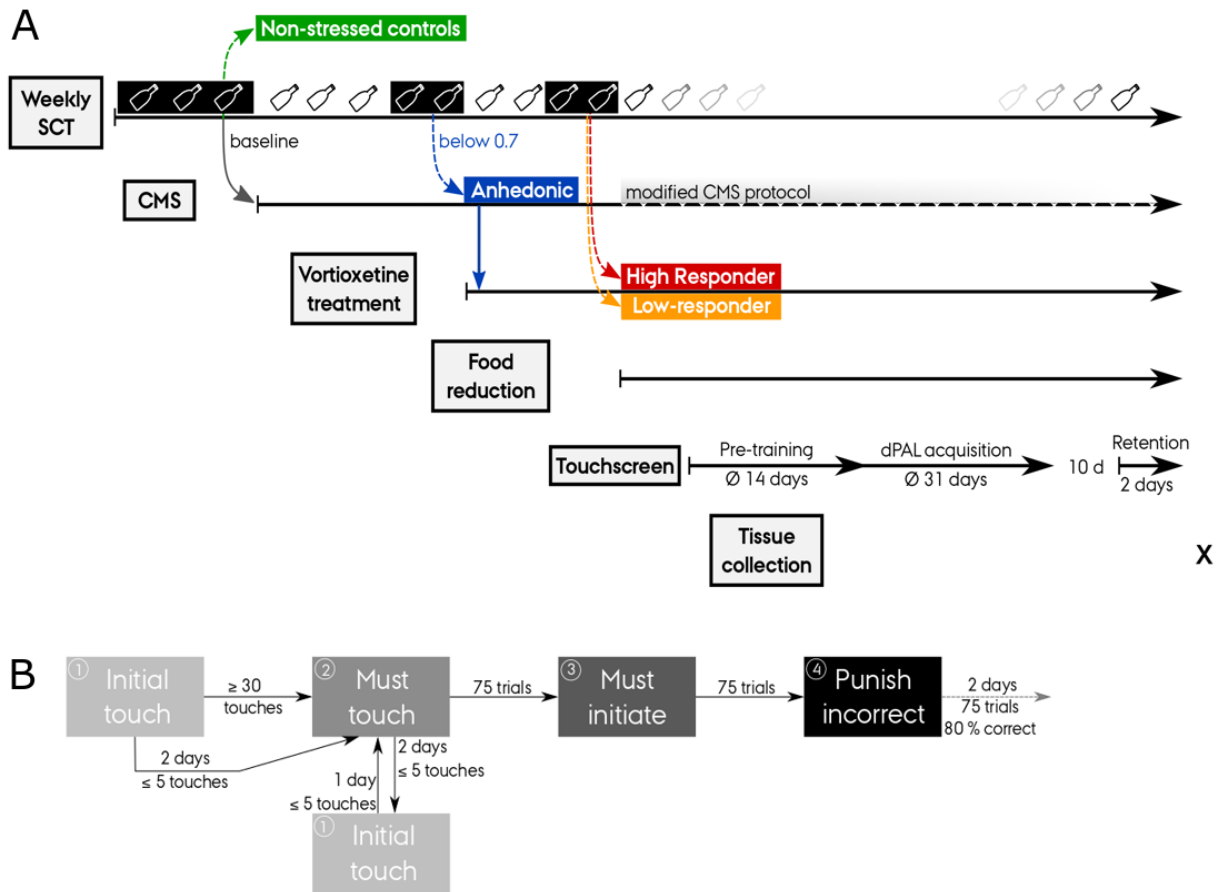 A
Non-stressed controls
Weekly
SCT
baseline
below 0.7
CMS
Anhedonic
modified CMS protocol
Vortioxetine
treatment
High Responder
Low-responder
Food
reduction
Touchscreen
Pre-training
Ø 14 days
dPAL acquisition
Ø 31 days
10 d
Retention
2 days
Tissue
collection
x
B
1
Initial
touch
≥ 30
touches
2
Must
touch
75 trials
3
Must
initiate
75 trials
4
Punish
incorrect
2 days
75 trials
80 % correct
2 days
≤ 5 touches
1 day
≤ 5 touches
2 days
≤ 5 touches
1
Initial
touch